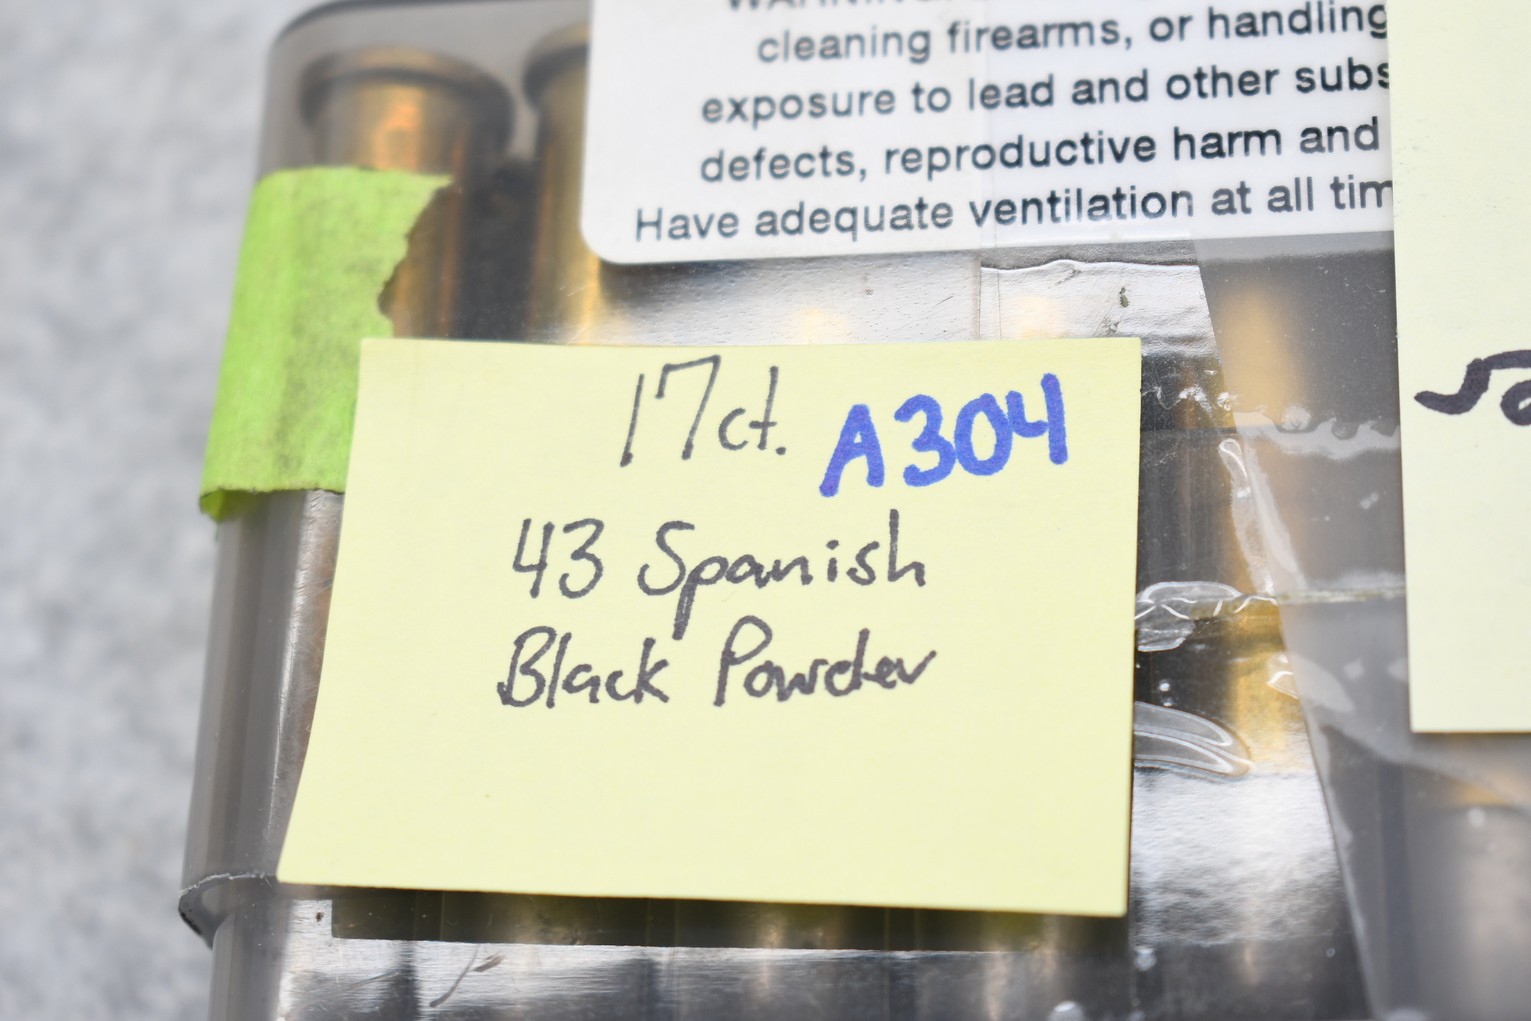 cleaning firearms, or handling
exposure to lead and other subs
defects, reproductive harm and
Have adequate ventilation at all tim
17ct. A304
43 Spanish
Black Powder